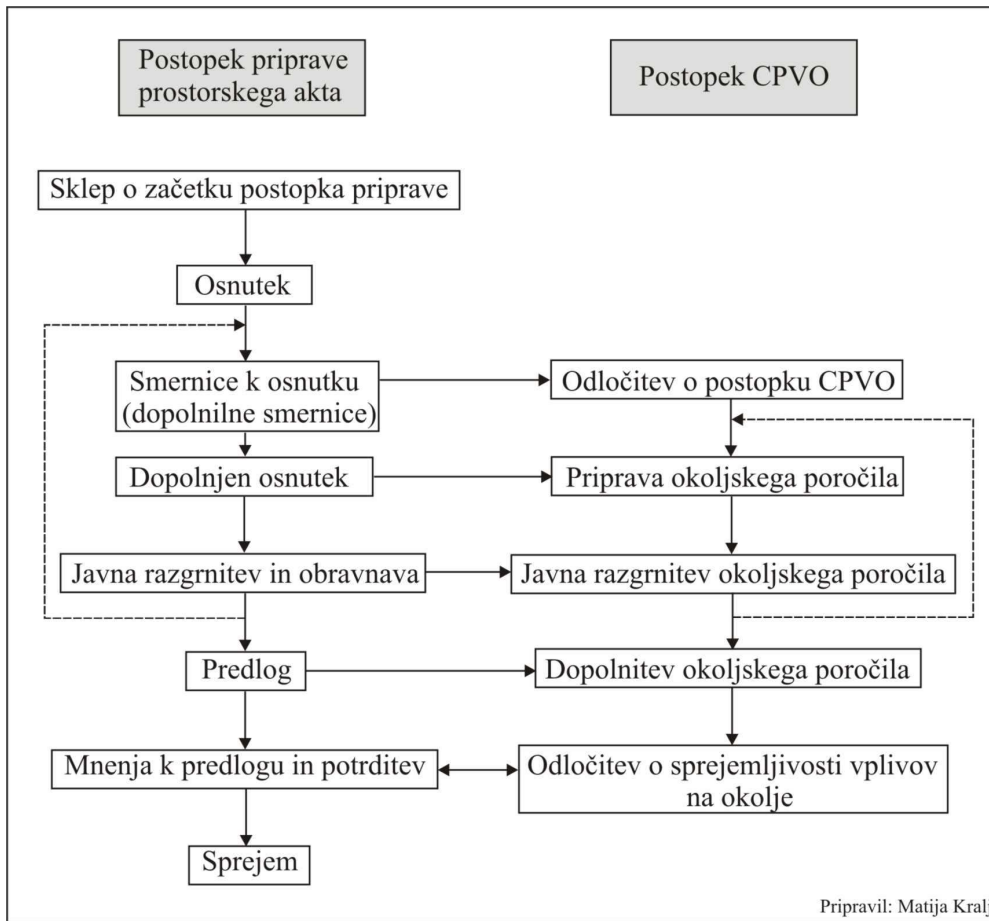 Postopek priprave
prostorskega akta
Postopek CPVO
Sklep o začetku postopka priprave
Osnutek
Smernice k osnutku
(dopolnilne smernice)
Odločitev o postopku CPVO
Dopolnjen osnutek
Priprava okoljskega poročila
Javna razgrnitev in obravnava
Javna razgrnitev okoljskega poročila
Predlog
Dopolnitev okoljskega poročila
Mnenja k predlogu in potrditev
Odločitev o sprejemljivosti vplivov
na okolje
Sprejem
Pripravil: Matija Kralj